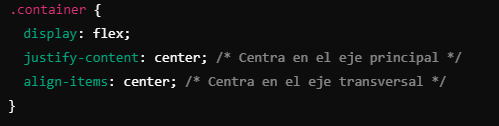 .container {
  display: flex;
  justify-content: center; /* Centra en el eje principal */
  align-items: center; /* Centra en el eje transversal */
}